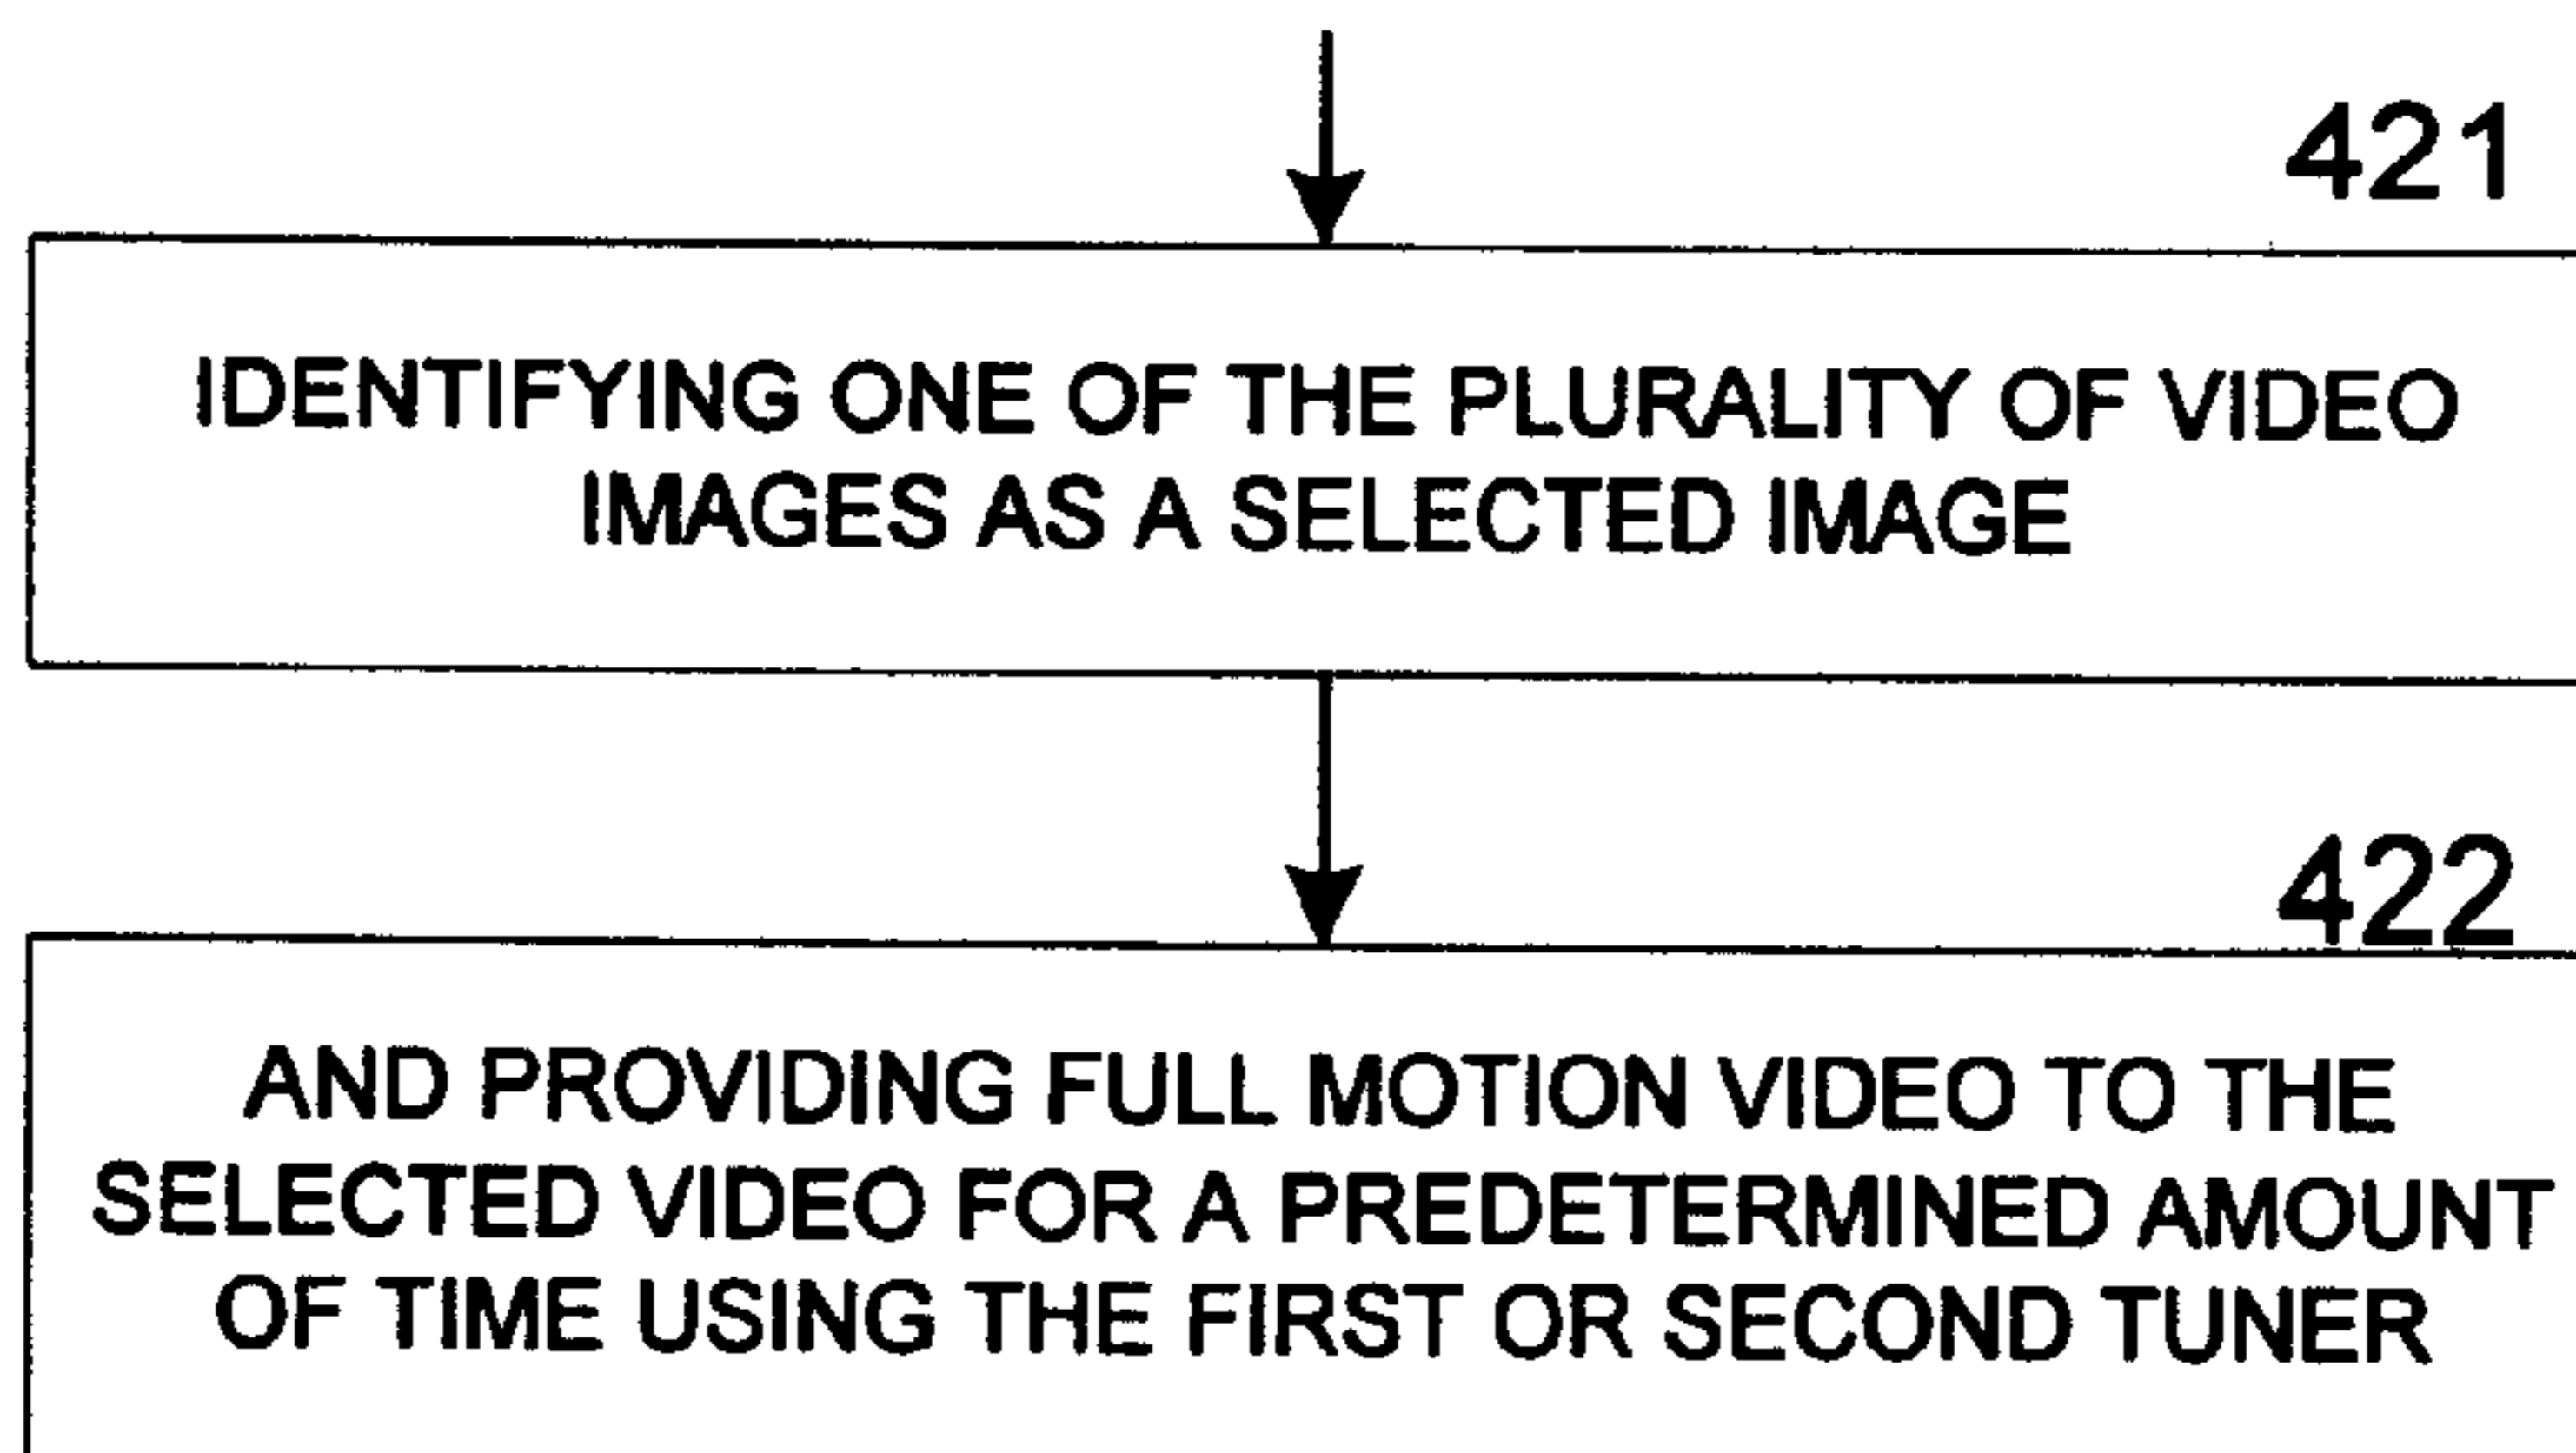 421
IDENTIFYING ONE OF THE PLURALITY OF VIDEO
IMAGES AS A SELECTED IMAGE
422
AND PROVIDING FULL MOTION VIDEO TO THE
SELECTED VIDEO FOR A PREDETERMINED AMOUNT
OF TIME USING THE FIRST OR SECOND TUNER